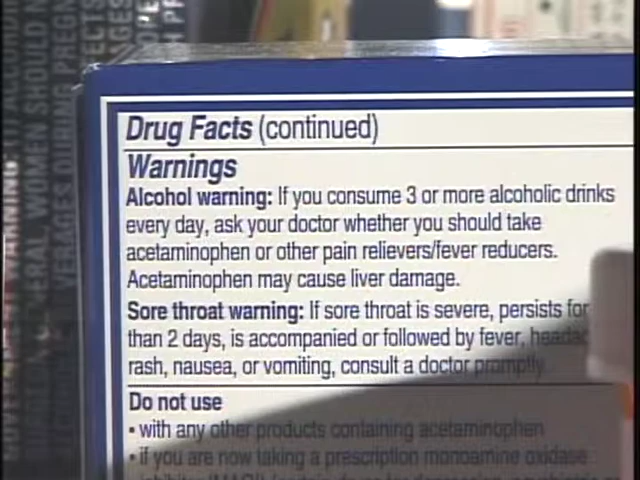 Drug Facts (continued)
Warnings
Alcohol warning: If you consume 3 or more alcoholic drinks
every day, ask your doctor whether you should take
acetaminophen or other pain relievers/fever reducers.
Acetaminophen may cause liver damage.
Sore throat warning: If sore throat is severe, persists for
than 2 days, is accompanied or followed by fever,
rash, nausea, or vomiting, consult a doctor promptly
Do not use
• with any other products containing acetaminophen
• if you are now taking a prescription monoamine oxidase
WOMEN SHOULD
DURING